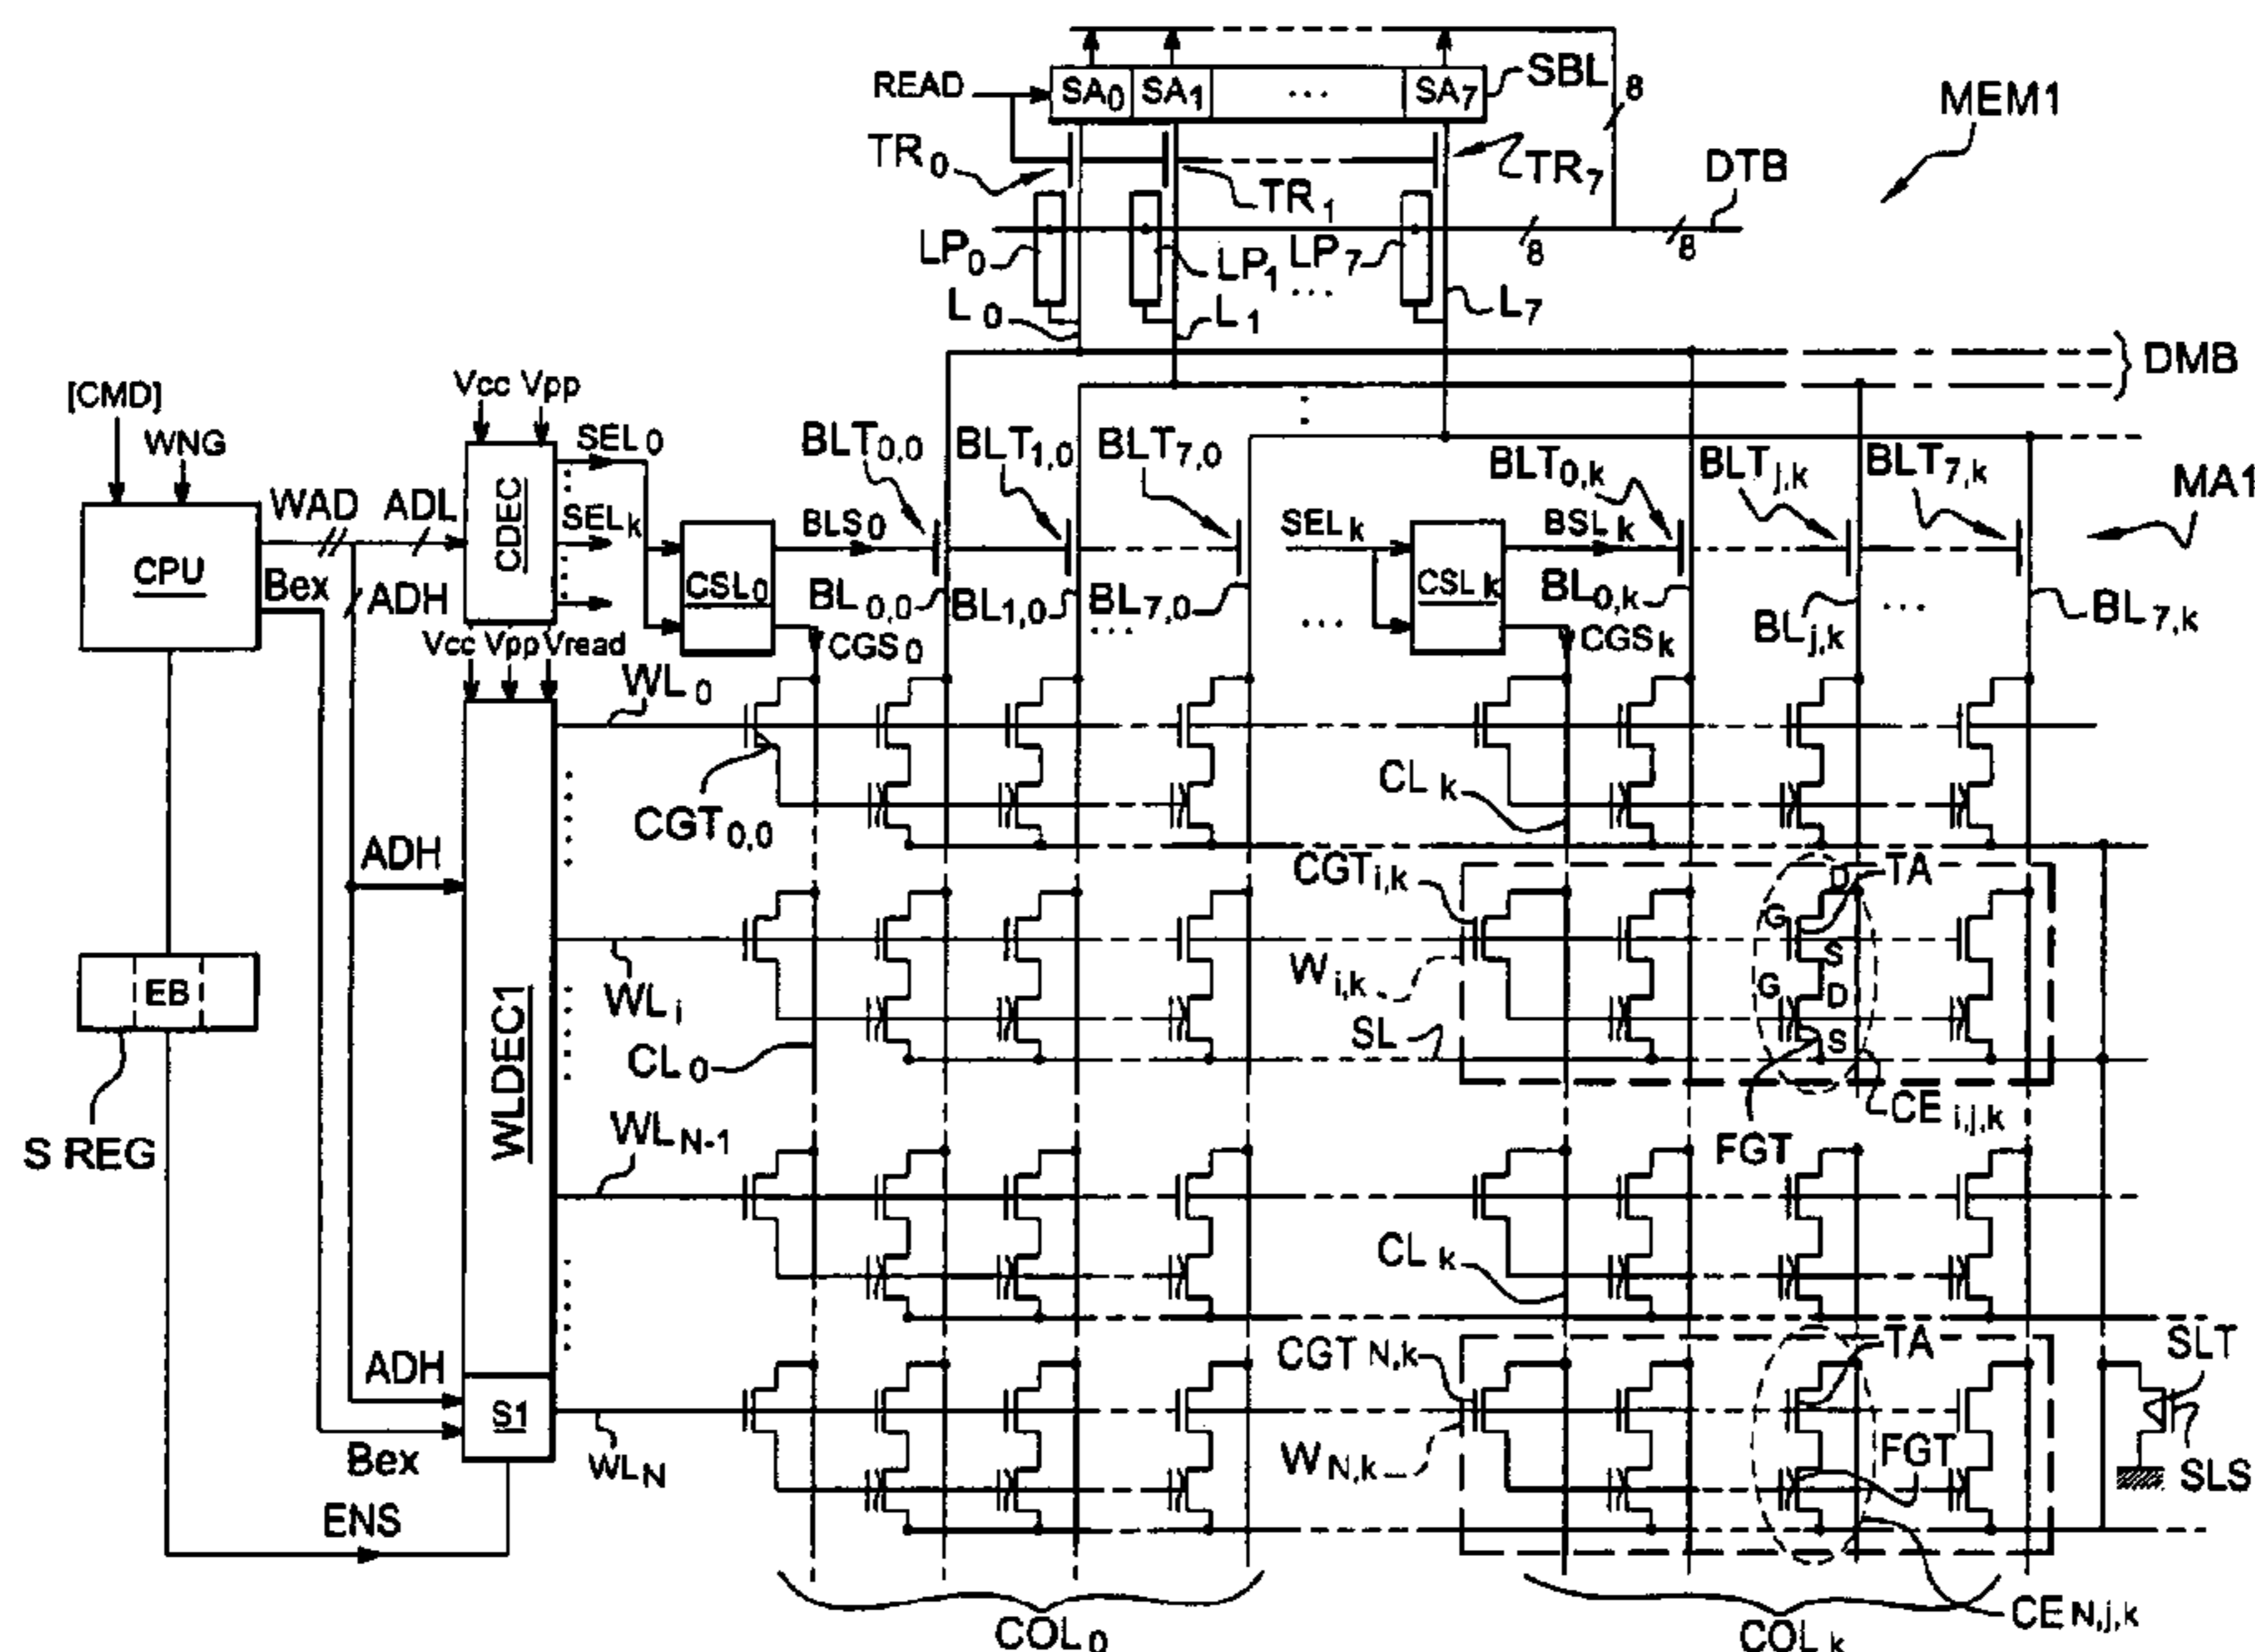 READ
SA0 SA1 ... SA7
SBL
8
MEM1
TR0
TR1
TR7
DTB
LP0
LP1
LP7
8
8
L0
L1
...
L7
DMB
[CMD]
WNG
Vcc Vpp
SEL0
BLT0,0
BLT1,0
BLT7,0
BLT0,k
BLTj,k
BLT7,k
MA1
WAD
ADL
CDEC
SELk
BLS0
SELk
BSLk
CPU
Bex
ADH
CSL0
BL0,0
BL1,0
BL7,0
...
...
CSLk
BL0,k
BLj,k
...
BL7,k
Vcc Vpp Vread
CGS0
CGSk
WL0
CGT0,0
CLk
ADH
CGTi,k
D
TA
G
S
EB
WLDEC1
WLi
Wi,k
G
D
S REG
CL0
SL
S
FGT
CEi,j,k
WLN-1
CLk
ADH
S1
CGT N,k
TA
SLT
Bex
WLN
WN,k
FGT
SLS
ENS
COL0
COLk
CEN,j,k